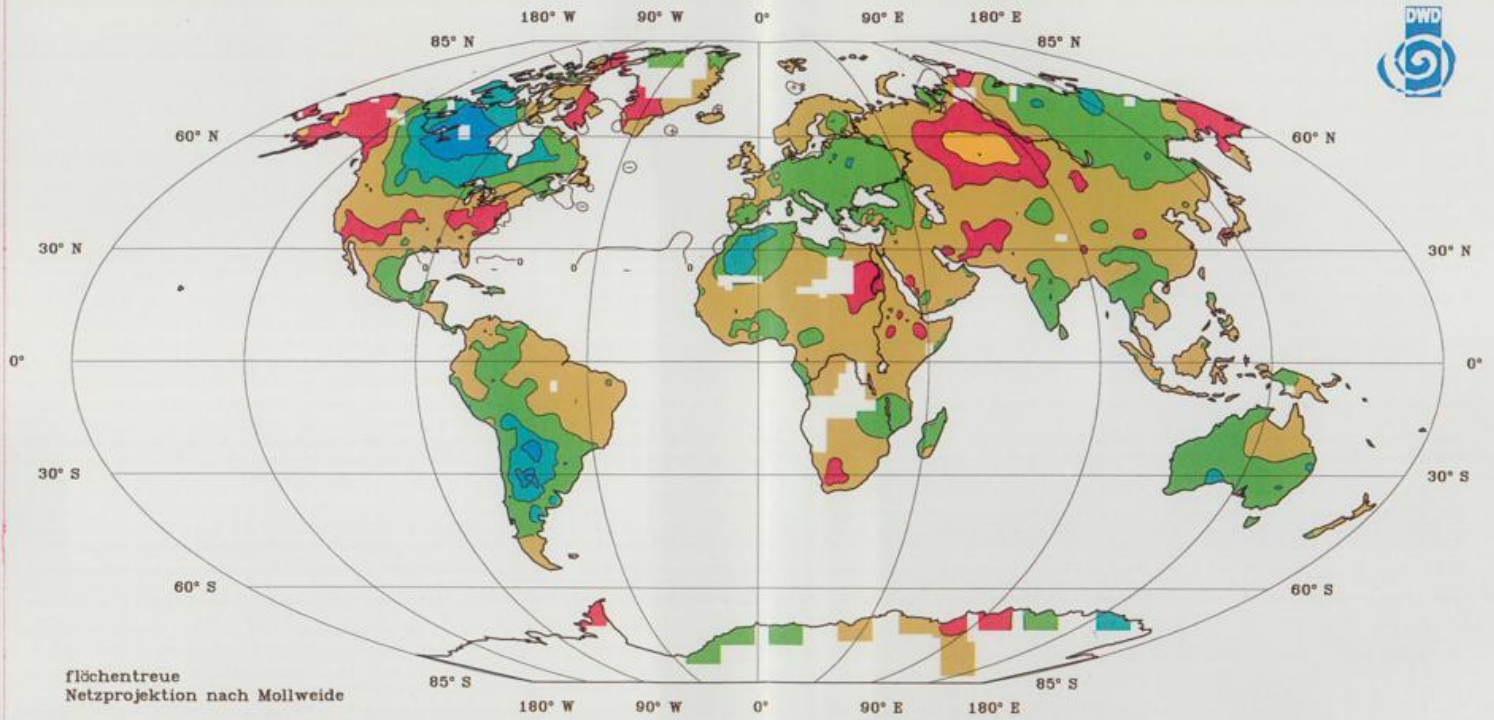 180° W 90° W 0° 90° E 180° E
DWD
85° N 85° N
60° N 60° N
30° N 30° N
0° 0°
30° S 30° S
60° S 60° S
85° S 85° S
flöchentreue
Netzprojektion nach Mollweide
180° W 90° W 0° 90° E 180° E